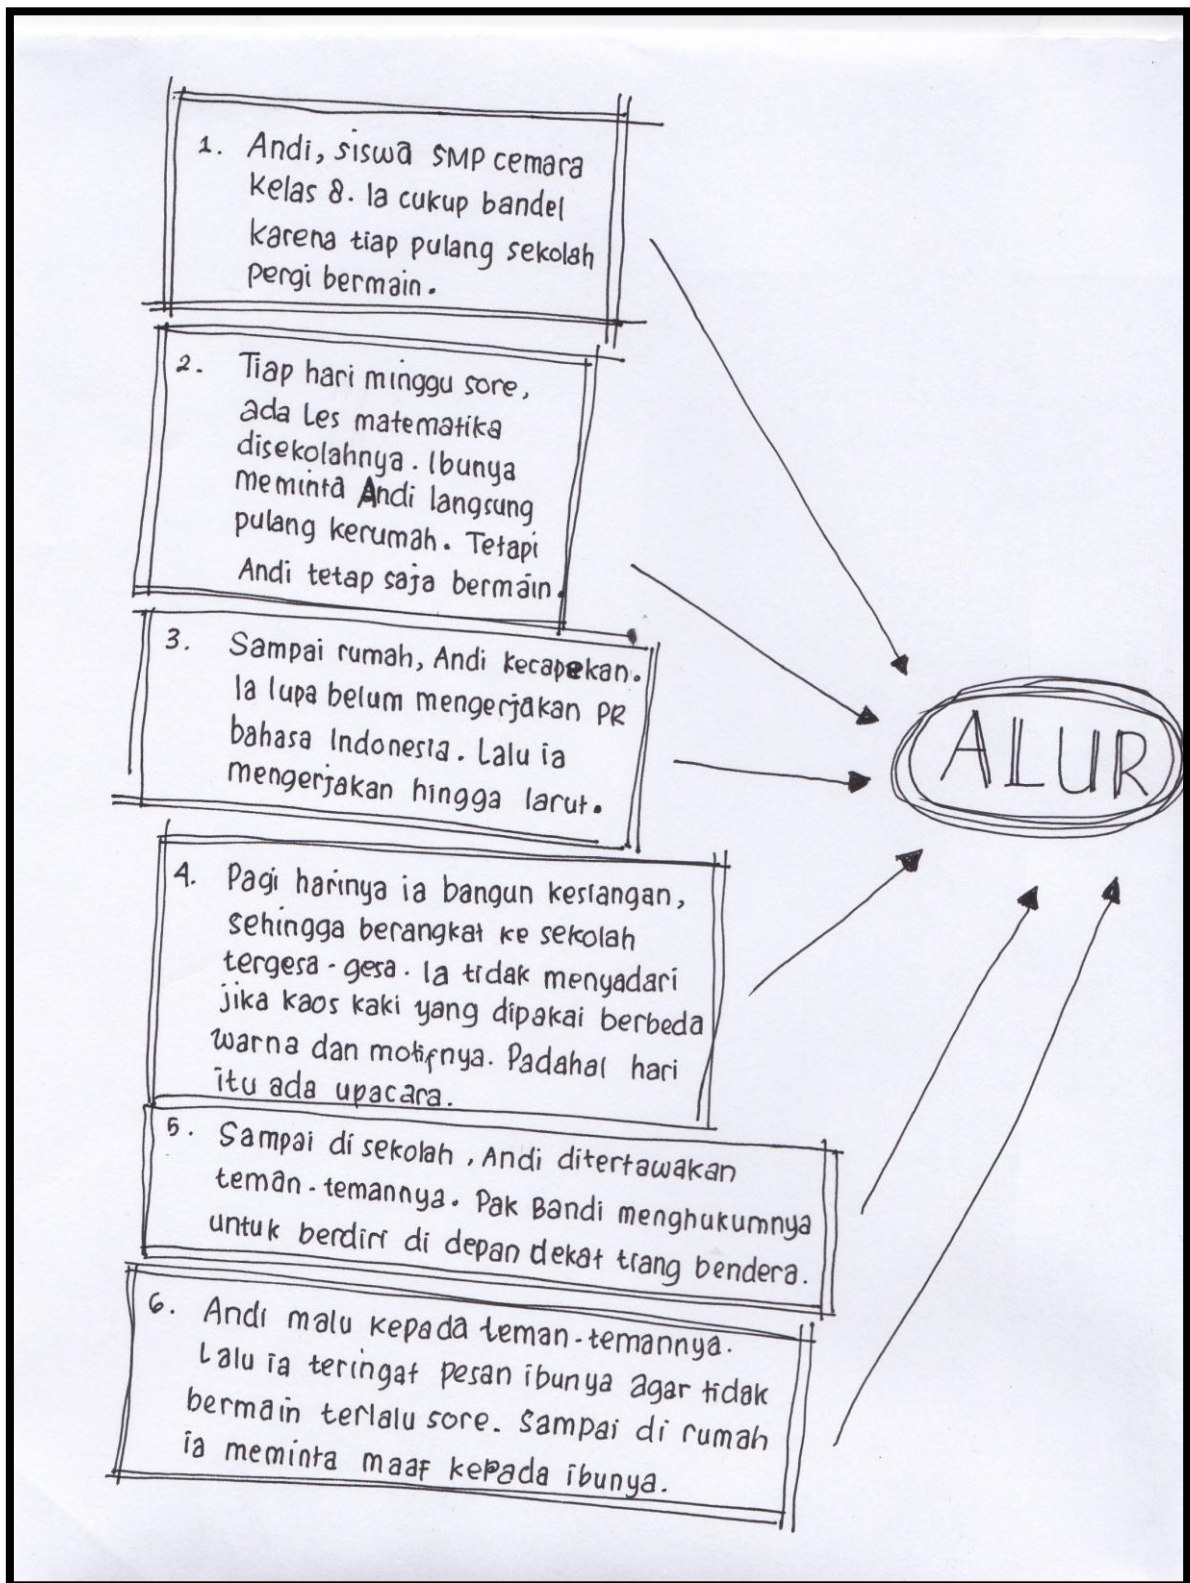 1. Andi, siswa SMP cemara
kelas 8. Ia cukup bandel
karena tiap pulang sekolah
pergi bermain.
2. Tiap hari minggu sore,
ada les matematika
disekolahnya. Ibunya
meminta Andi langsung
pulang kerumah. Tetapi
Andi tetap saja bermain.
3. Sampai rumah, Andi kecapekan.
Ia lupa belum mengerjakan PR
bahasa Indonesia. Lalu ia
mengerjakan hingga larut.
ALUR
4. Pagi harinya ia bangun kesiangan,
sehingga berangkat ke sekolah
tergesa-gesa. Ia tidak menyadari
jika kaos kaki yang dipakai berbeda
warna dan motifnya. Padahal hari
itu ada upacara.
5. Sampai di sekolah, Andi ditertawakan
teman-temannya. Pak Bandi menghukumnya
untuk berdiri di depan dekat tiang bendera.
6. Andi malu kepada teman-temannya.
Lalu ia teringat pesan ibunya agar tidak
bermain terlalu sore. Sampai di rumah
ia meminta maaf kepada ibunya.